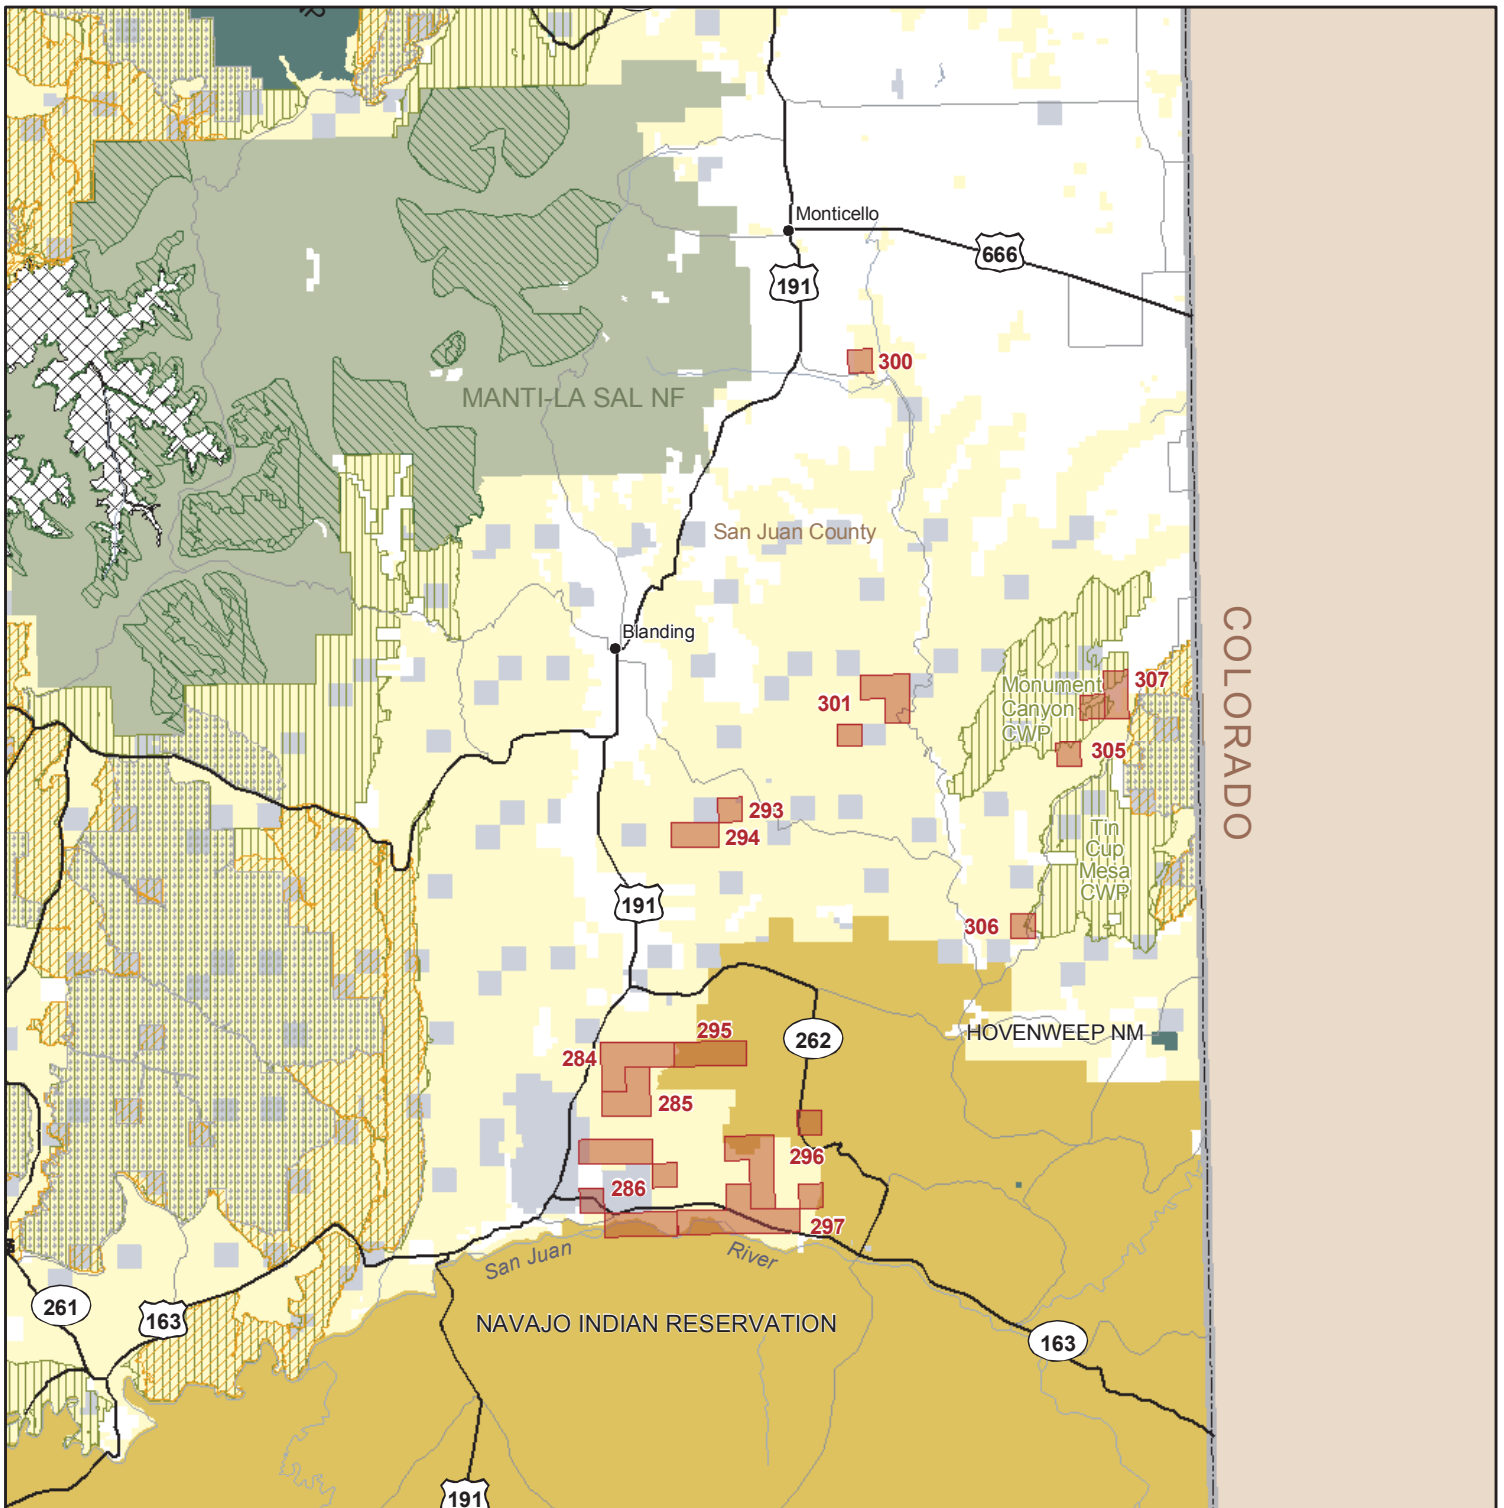 Monticello
666
191
300
MANTI-LA SAL NF
San Juan County
COLORADO
Blanding
Monument
Canyon
CWP
307
301
305
293
294
Tin
Cup
Mesa
CWP
191
306
HOVENWEEP NM
295
262
284
285
296
286
297
San Juan
River
261
163
NAVAJO INDIAN RESERVATION
163
191